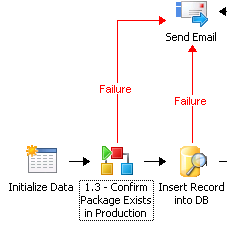 Send Email
Failure
Failure
Initialize Data
1.3 - Confirm
Package Exists
in Production
Insert Record
into DB